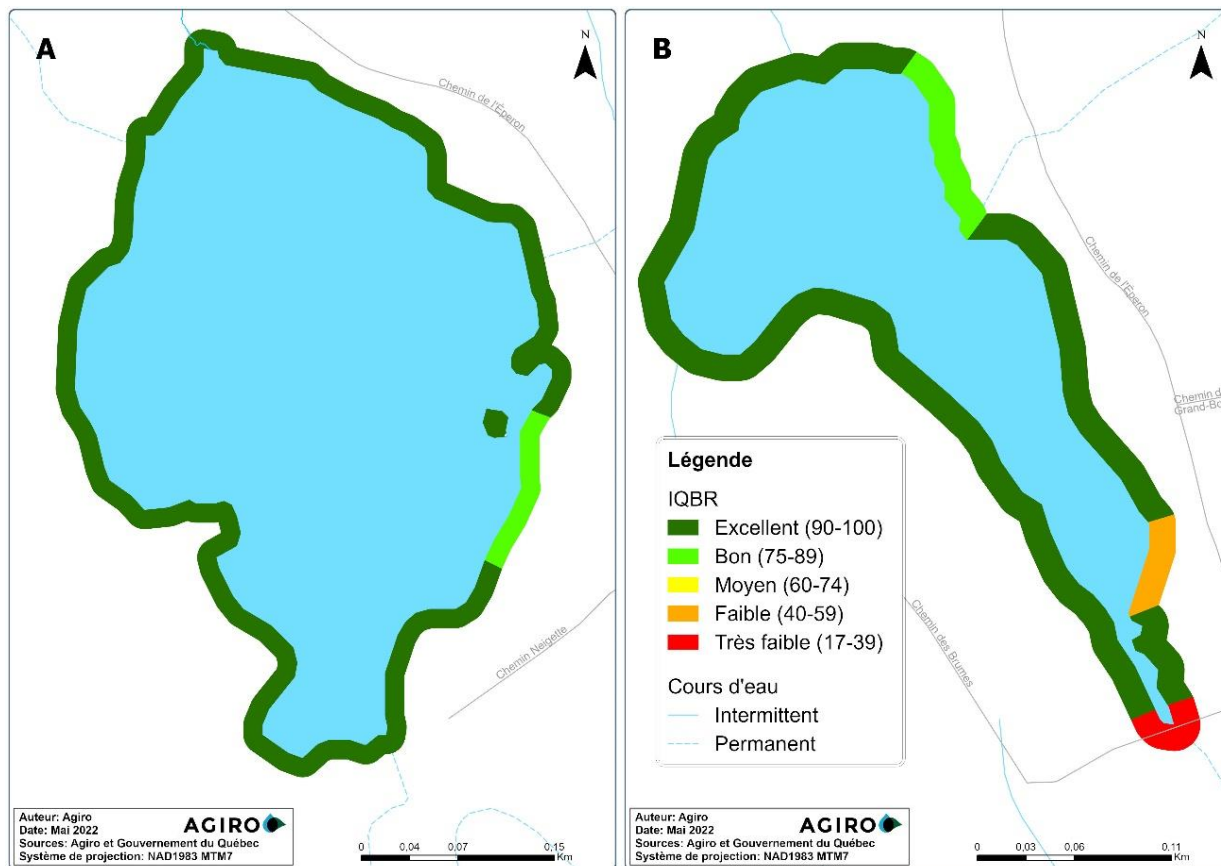 A
N
Chemin de l'Éperon
Chemin Neigette
Auteur: Agiro
Date: Mai 2022
Sources: Agiro et Gouvernement du Québec
Système de projection: NAD1983 MTM7
AGIRO
0 0,04 0,07 0,15
Km
B
N
Chemin de l'Éperon
Chemin d
Grand-Bo
Chemin des Brumes
Légende
IQBR
Excellent (90-100)
Bon (75-89)
Moyen (60-74)
Faible (40-59)
Très faible (17-39)
Cours d'eau
Intermittent
Permanent
Auteur: Agiro
Date: Mai 2022
Sources: Agiro et Gouvernement du Québec
Système de projection: NAD1983 MTM7
AGIRO
0 0,03 0,06 0,11
Km